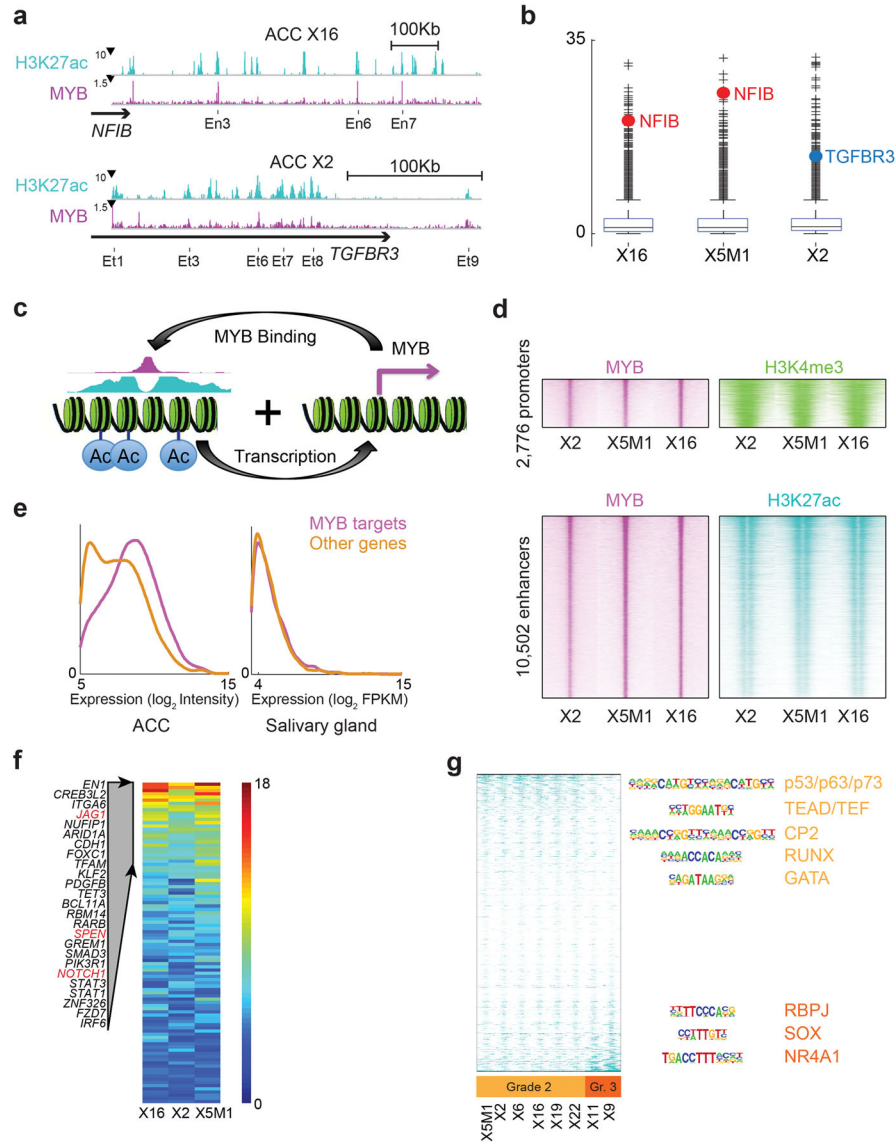 a
ACC X16
100Kb
H3K27ac
10
MYB
1.5
NFIB
En3
En6
En7
ACC X2
100Kb
H3K27ac
10
MYB
1.5
TGFBR3
Et1
Et3
Et6
Et7
Et8
Et9
b
35
NFIB
NFIB
TGFBR3
0
X16
X5M1
X2
c
MYB Binding
MYB
+
Ac
Ac
Ac
Transcription
d
MYB
H3K4me3
2,776 promoters
X2
X5M1
X16
X2
X5M1
X16
MYB
H3K27ac
10,502 enhancers
X2
X5M1
X16
X2
X5M1
X16
e
MYB targets
Other genes
0
5
15
Expression (log2 Intensity)
ACC
0
4
15
Expression (log2 FPKM)
Salivary gland
f
EN1
CREB3L2
ITGA6
JAG1
NUFIP1
ARID1A
CDH1
FOXC1
TFAM
KLF2
PDGFB
TET3
BCL11A
RBM14
RARB
SPEN
GREM1
SMAD3
PIK3R1
NOTCH1
STAT3
STAT1
ZNF326
FZD7
IRF6
18
0
X16
X2
X5M1
g
p53/p63/p73
TEAD/TEF
CP2
RUNX
GATA
RBPJ
SOX
NR4A1
Grade 2
Gr. 3
X5M1
X2
X6
X16
X19
X22
X11
X9